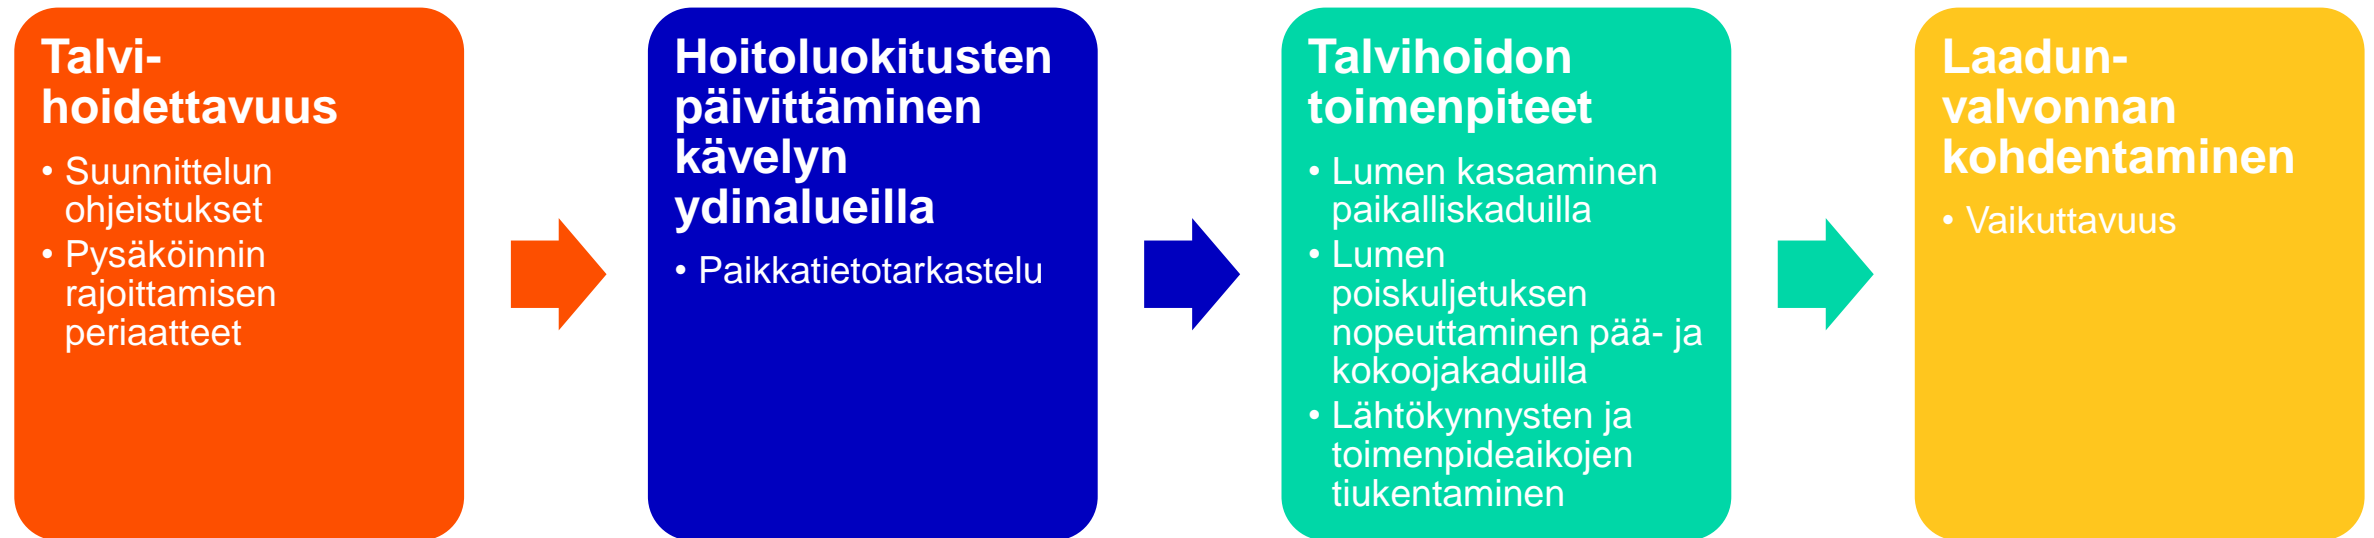 Talvi-
hoidettavuus
• Suunnittelun
ohjeistukset
• Pysäköinnin
rajoittamisen
periaatteet
Hoitoluokitusten
päivittäminen
kävelyn
ydinalueilla
• Paikkatietotarkastelu
Talvihoidon
toimenpiteet
• Lumen kasaaminen
paikalliskaduilla
• Lumen
poiskuljetuksen
nopeuttaminen pää- ja
kokoojakaduilla
• Lähtökynnysten ja
toimenpideaikojen
tiukentaminen
Laadun-
valvonnan
kohdentaminen
• Vaikuttavuus